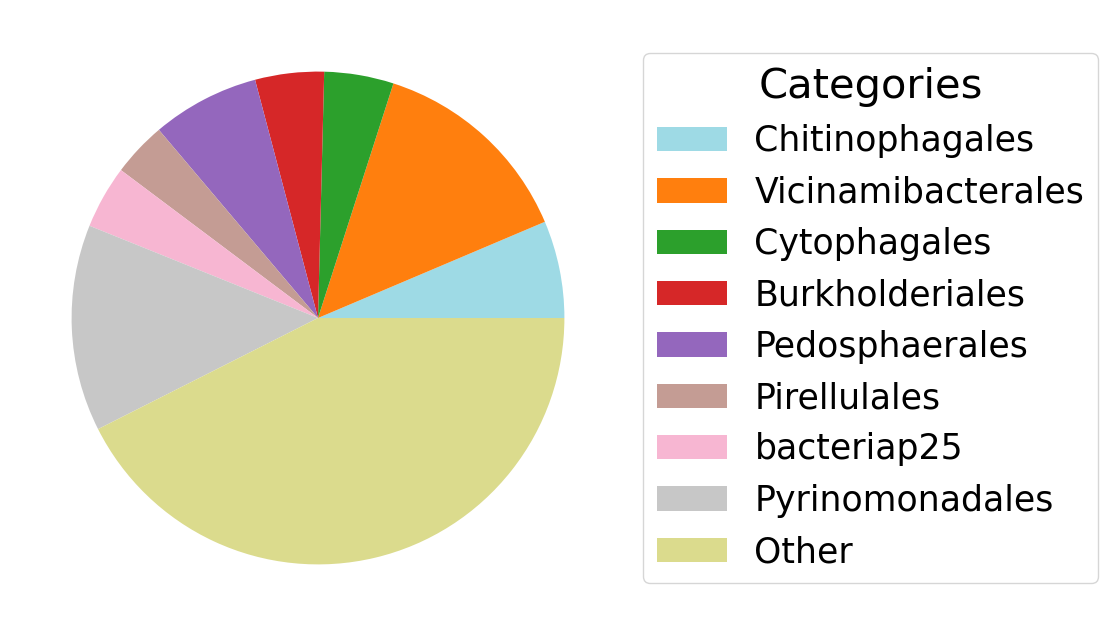 Categories
Chitinophagales
Vicinamibacterales
Cytophagales
Burkholderiales
Pedosphaerales
Pirellulales
bacteriap25
Pyrinomonadales
Other